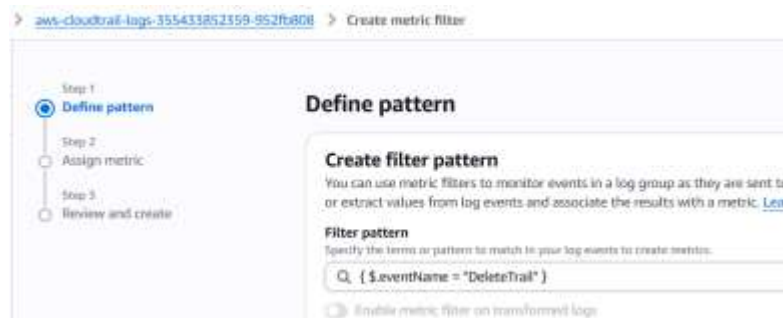 > aws-cloudtrail-logs-355433852359-952fb808 > Create metric filter
Step 1
Define pattern
Step 2
Assign metric
Step 3
Review and create
Define pattern
Create filter pattern
You can use metric filters to monitor events in a log group as they are sent to
or extract values from log events and associate the results with a metric. Lea
Filter pattern
Specify the terms or pattern to match in your log events to create metrics.
{ $.eventName = "DeleteTrail" }
Enable metric filter on transformed logs